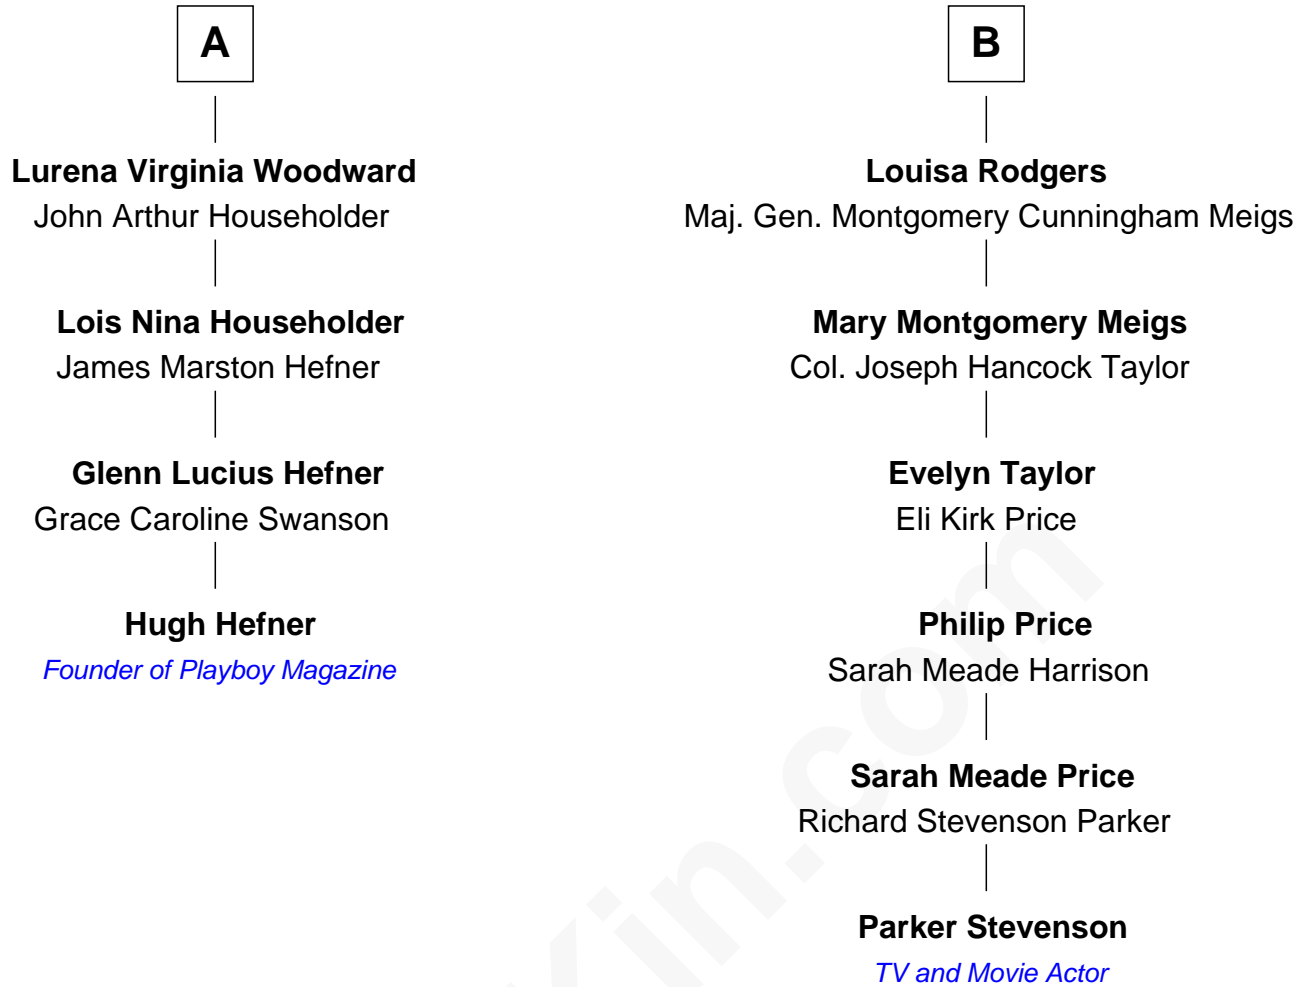 A
Lurena Virginia Woodward
John Arthur Householder
Lois Nina Householder
James Marston Hefner
Glenn Lucius Hefner
Grace Caroline Swanson
Hugh Hefner
Founder of Playboy Magazine
B
Louisa Rodgers
Maj. Gen. Montgomery Cunningham Meigs
Mary Montgomery Meigs
Col. Joseph Hancock Taylor
Evelyn Taylor
Eli Kirk Price
Philip Price
Sarah Meade Harrison
Sarah Meade Price
Richard Stevenson Parker
Parker Stevenson
TV and Movie Actor